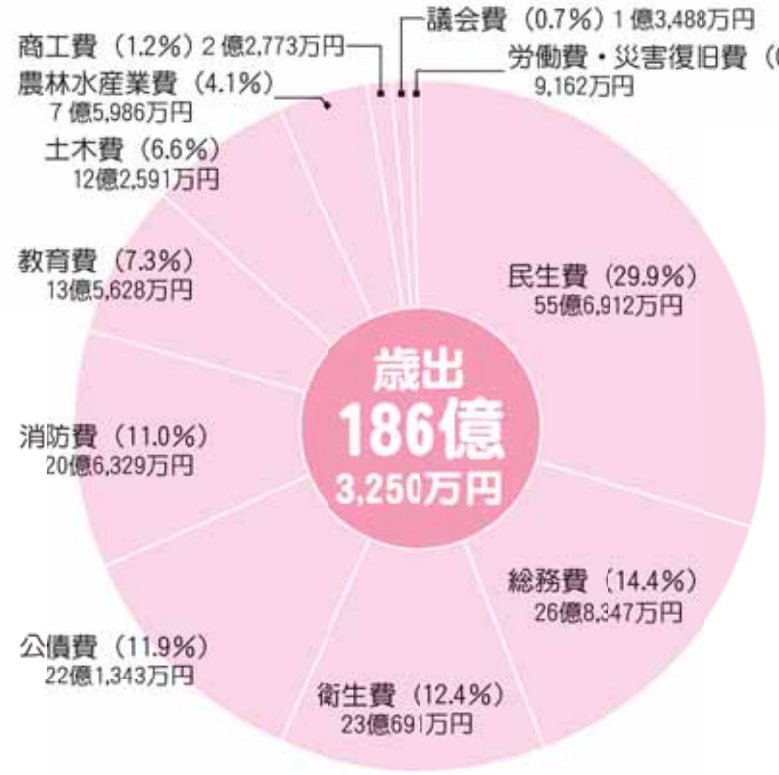 議会費（0.7%）1億3,488万円
商工費（1.2%）2億2,773万円
労働費・災害復旧費（0
9,162万円
農林水産業費（4.1%）
7億5,986万円
土木費（6.6%）
12億2,591万円
教育費（7.3%）
13億5,628万円
民生費（29.9%）
55億6,912万円
歳出
186億
3,250万円
消防費（11.0%）
20億6,329万円
総務費（14.4%）
26億8,347万円
公債費（11.9%）
22億1,343万円
衛生費（12.4%）
23億691万円